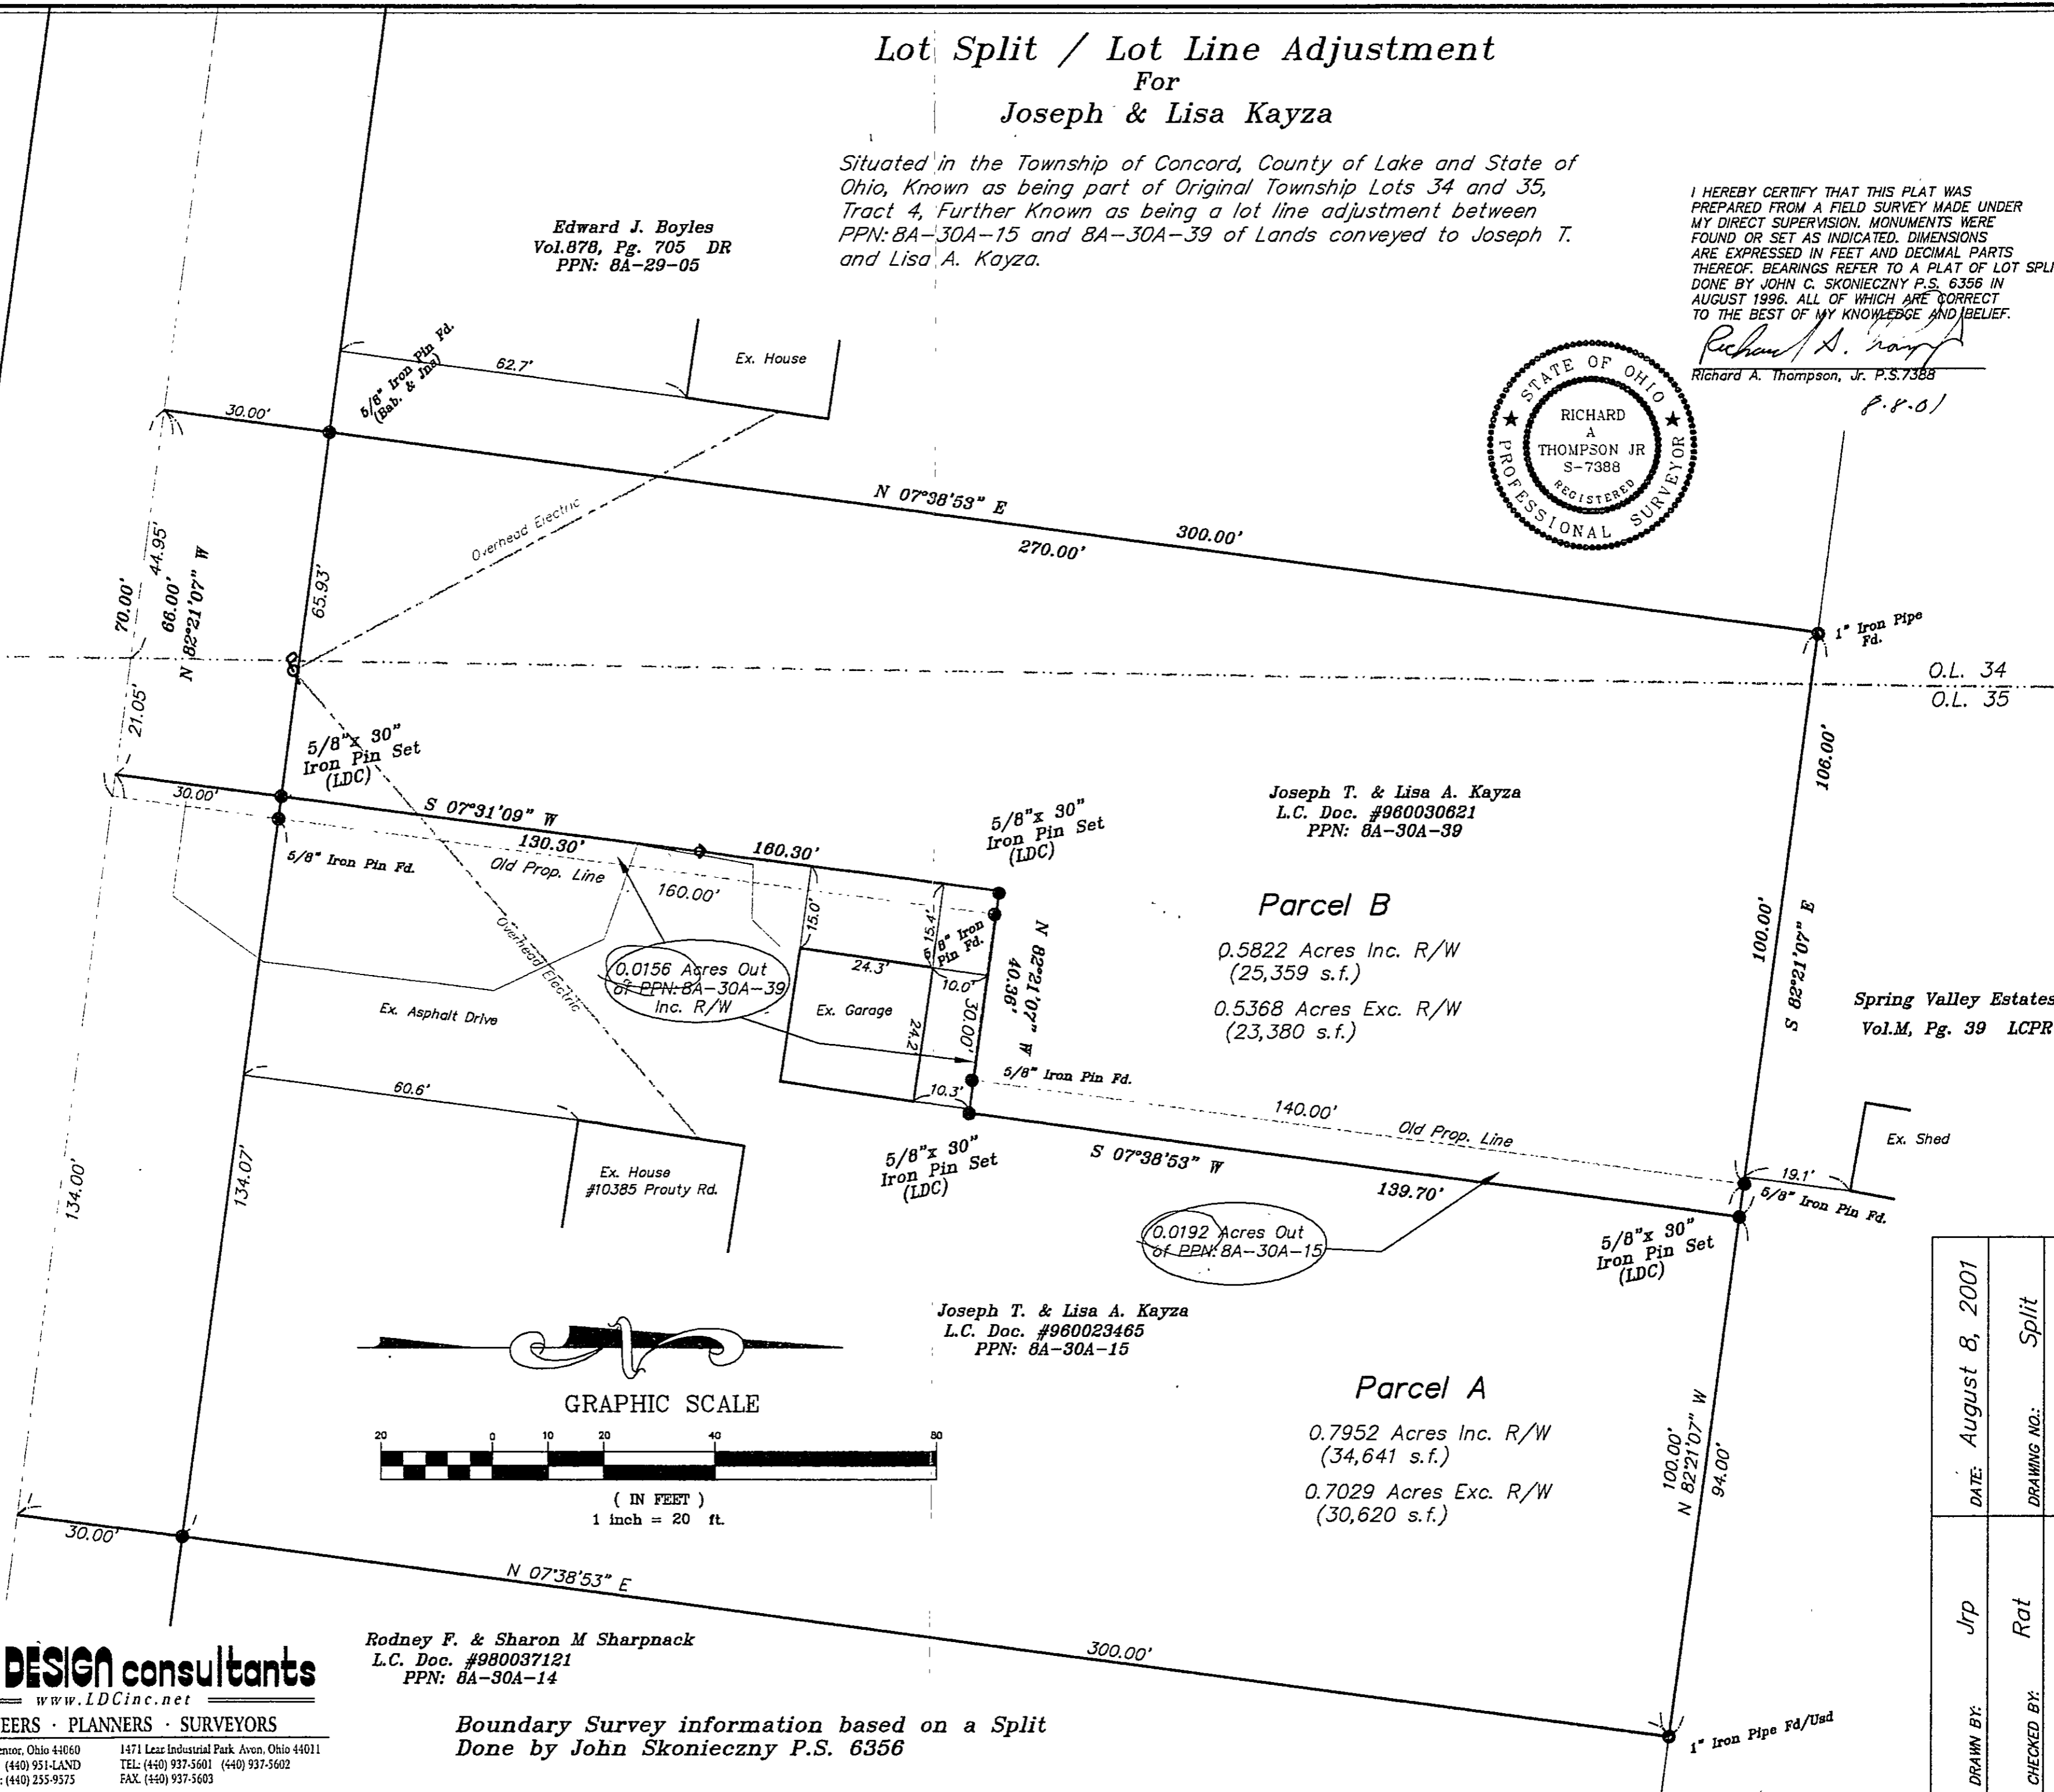 Lot Split / Lot Line Adjustment
For
Joseph & Lisa Kayza
Situated in the Township of Concord, County of Lake and State of
Ohio, Known as being part of Original Township Lots 34 and 35,
Tract 4, Further Known as being a lot line adjustment between
PPN: 8A-30A-15 and 8A-30A-39 of Lands conveyed to Joseph T.
and Lisa A. Kayza.
I HEREBY CERTIFY THAT THIS PLAT WAS
PREPARED FROM A FIELD SURVEY MADE UNDER
MY DIRECT SUPERVISION. MONUMENTS WERE
FOUND OR SET AS INDICATED. DIMENSIONS
ARE EXPRESSED IN FEET AND DECIMAL PARTS
THEREOF. BEARINGS REFER TO A PLAT OF LOT SPLI
DONE BY JOHN C. SKONIECZNY P.S. 6356 IN
AUGUST 1996. ALL OF WHICH ARE CORRECT
TO THE BEST OF MY KNOWLEDGE AND BELIEF.
Richard A. Thompson, Jr. P.S.7388
8.8.01
STATE OF OHIO
RICHARD
A
THOMPSON JR
S-7388
REGISTERED
PROFESSIONAL SURVEYOR
Edward J. Boyles
Vol.878, Pg. 705 DR
PPN: 8A-29-05
5/8" Iron Pin Fd.
(Bab. & Jns)
62.7'
Ex. House
30.00'
Overhead Electric
N 07°38'53" E
300.00'
270.00'
1" Iron Pipe
Fd.
70.00'
44.95'
66.00'
N 82°21'07" W
65.93'
21.05'
O.L. 34
O.L. 35
5/8"x 30"
Iron Pin Set
(LDC)
30.00'
S 07°31'09" W
130.30'
160.30'
5/8" Iron Pin Fd.
Old Prop. Line
160.00'
5/8"x 30"
Iron Pin Set
(LDC)
Joseph T. & Lisa A. Kayza
L.C. Doc. #960030621
PPN: 8A-30A-39
106.00'
100.00'
S 82°21'07" E
Parcel B
0.5822 Acres Inc. R/W
(25,359 s.f.)
0.5368 Acres Exc. R/W
(23,380 s.f.)
Spring Valley Estates
Vol.M, Pg. 39 LCPR
15.0'
15.4'
8" Iron
Pin Fd.
N 82°21'07" W
40.36'
30.00'
24.3'
10.0'
0.0156 Acres Out
of PPN: 8A-30A-39
Inc. R/W
Ex. Garage
24.2'
10.3'
Ex. Asphalt Drive
Overhead Electric
5/8" Iron Pin Fd.
60.6'
140.00'
Old Prop. Line
Ex. Shed
19.1'
5/8" Iron Pin Fd.
5/8"x 30"
Iron Pin Set
(LDC)
S 07°38'53" W
139.70'
134.00'
134.07'
Ex. House
#10385 Prouty Rd.
0.0192 Acres Out
of PPN: 8A-30A-15
5/8"x 30"
Iron Pin Set
(LDC)
Joseph T. & Lisa A. Kayza
L.C. Doc. #960023465
PPN: 8A-30A-15
Parcel A
0.7952 Acres Inc. R/W
(34,641 s.f.)
0.7029 Acres Exc. R/W
(30,620 s.f.)
100.00'
N 82°21'07" W
94.00'
GRAPHIC SCALE
20 0 10 20 40 80
( IN FEET )
1 inch = 20 ft.
30.00'
N 07°38'53" E
300.00'
1" Iron Pipe Fd/Usd
Rodney F. & Sharon M Sharpnack
L.C. Doc. #980037121
PPN: 8A-30A-14
Boundary Survey information based on a Split
Done by John Skonieczny P.S. 6356
DESIGN consultants
www.LDCinc.net
EERS · PLANNERS · SURVEYORS
entor, Ohio 44060
(440) 951-LAND
: (440) 255-9575
1471 Lear Industrial Park Avon, Ohio 44011
TEL: (440) 937-5601 (440) 937-5602
FAX. (440) 937-5603
DATE: August 8, 2001
DRAWING NO.: Split
DRAWN BY: Jrp
CHECKED BY: Rat